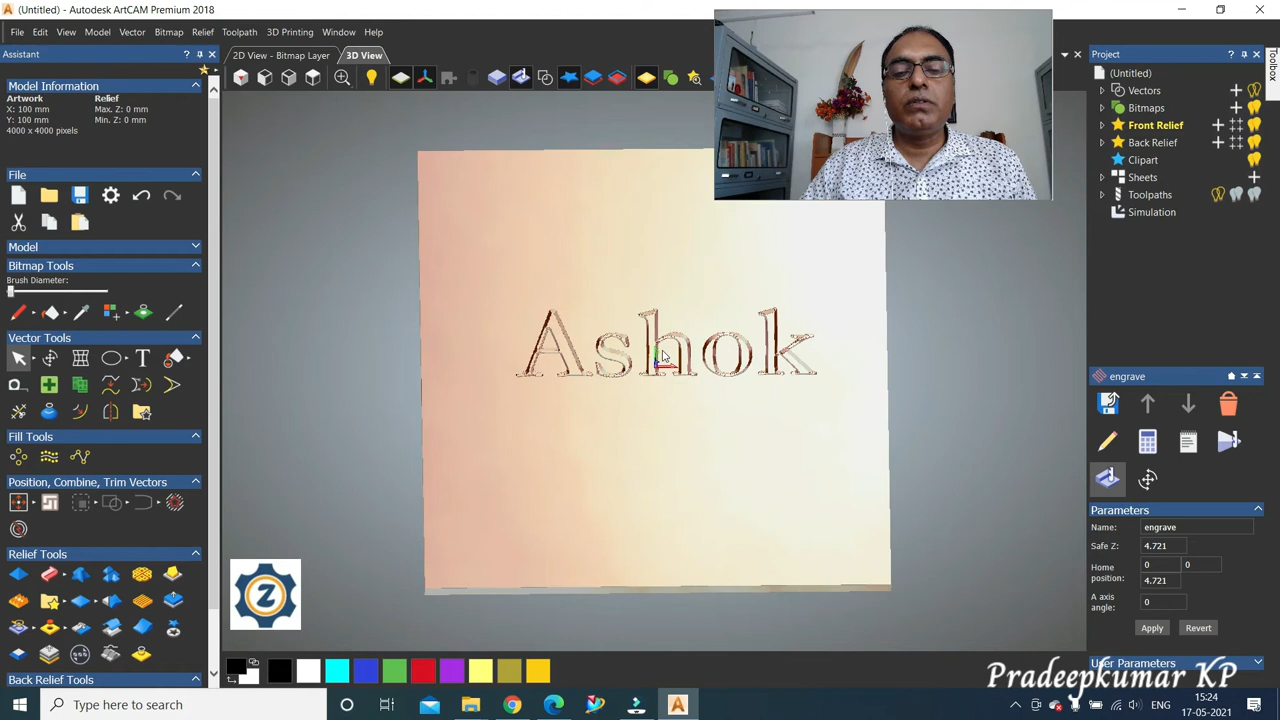 (Untitled) - Autodesk ArtCAM Premium 2018
File Edit View Model Vector Bitmap Relief Toolpath 3D Printing Window Help
Assistant
2D View - Bitmap Layer
3D View
Model Information
Artwork Relief
X: 100 mm Max. Z: 0 mm
Y: 100 mm Min. Z: 0 mm
4000 x 4000 pixels
File
Model
Bitmap Tools
Brush Diameter:
Vector Tools
Fill Tools
Position, Combine, Trim Vectors
Relief Tools
Back Relief Tools
Ashok
Z
Project
Toolbox
(Untitled)
Vectors
Bitmaps
Front Relief
Back Relief
Clipart
Sheets
Toolpaths
Simulation
engrave
Parameters
Name: engrave
Safe Z: 4.721
Home position: 0 0
4.721
A axis angle: 0
Apply Revert
User Parameters
Pradeepkumar KP
Type here to search
ENG
15:24
17-05-2021